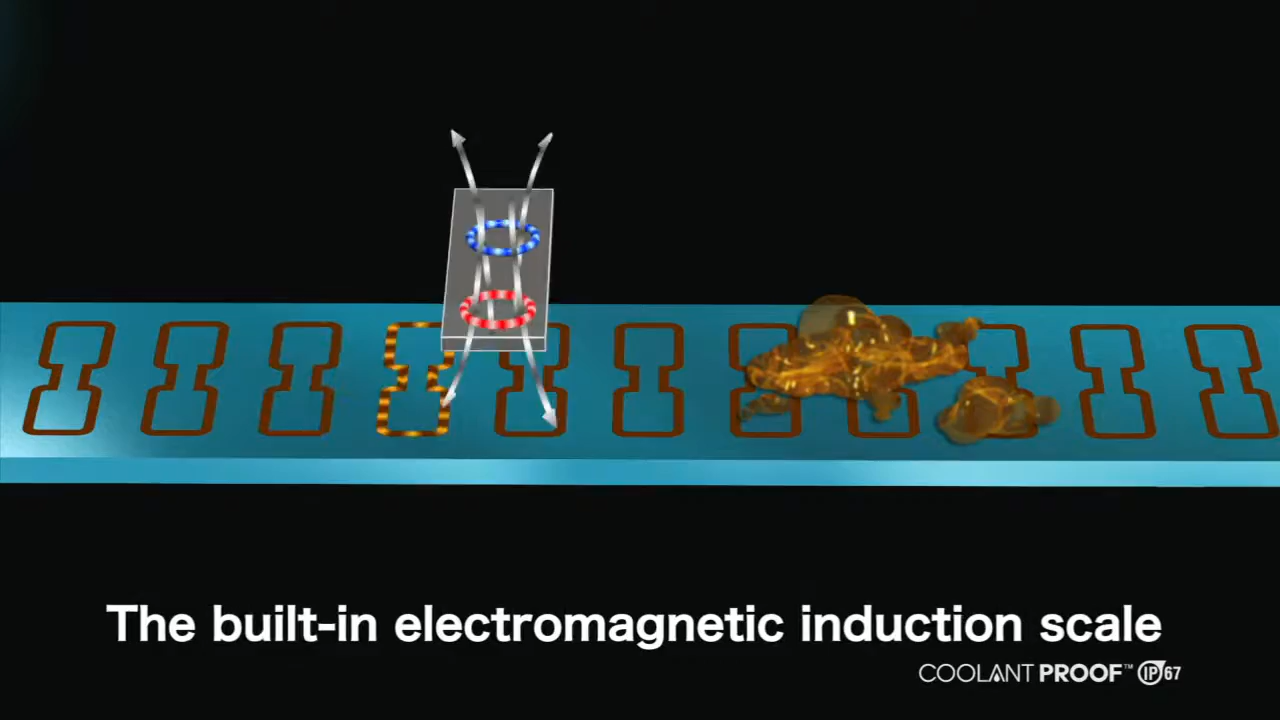 The built-in electromagnetic induction scale
COOLANT PROOF™ IP67